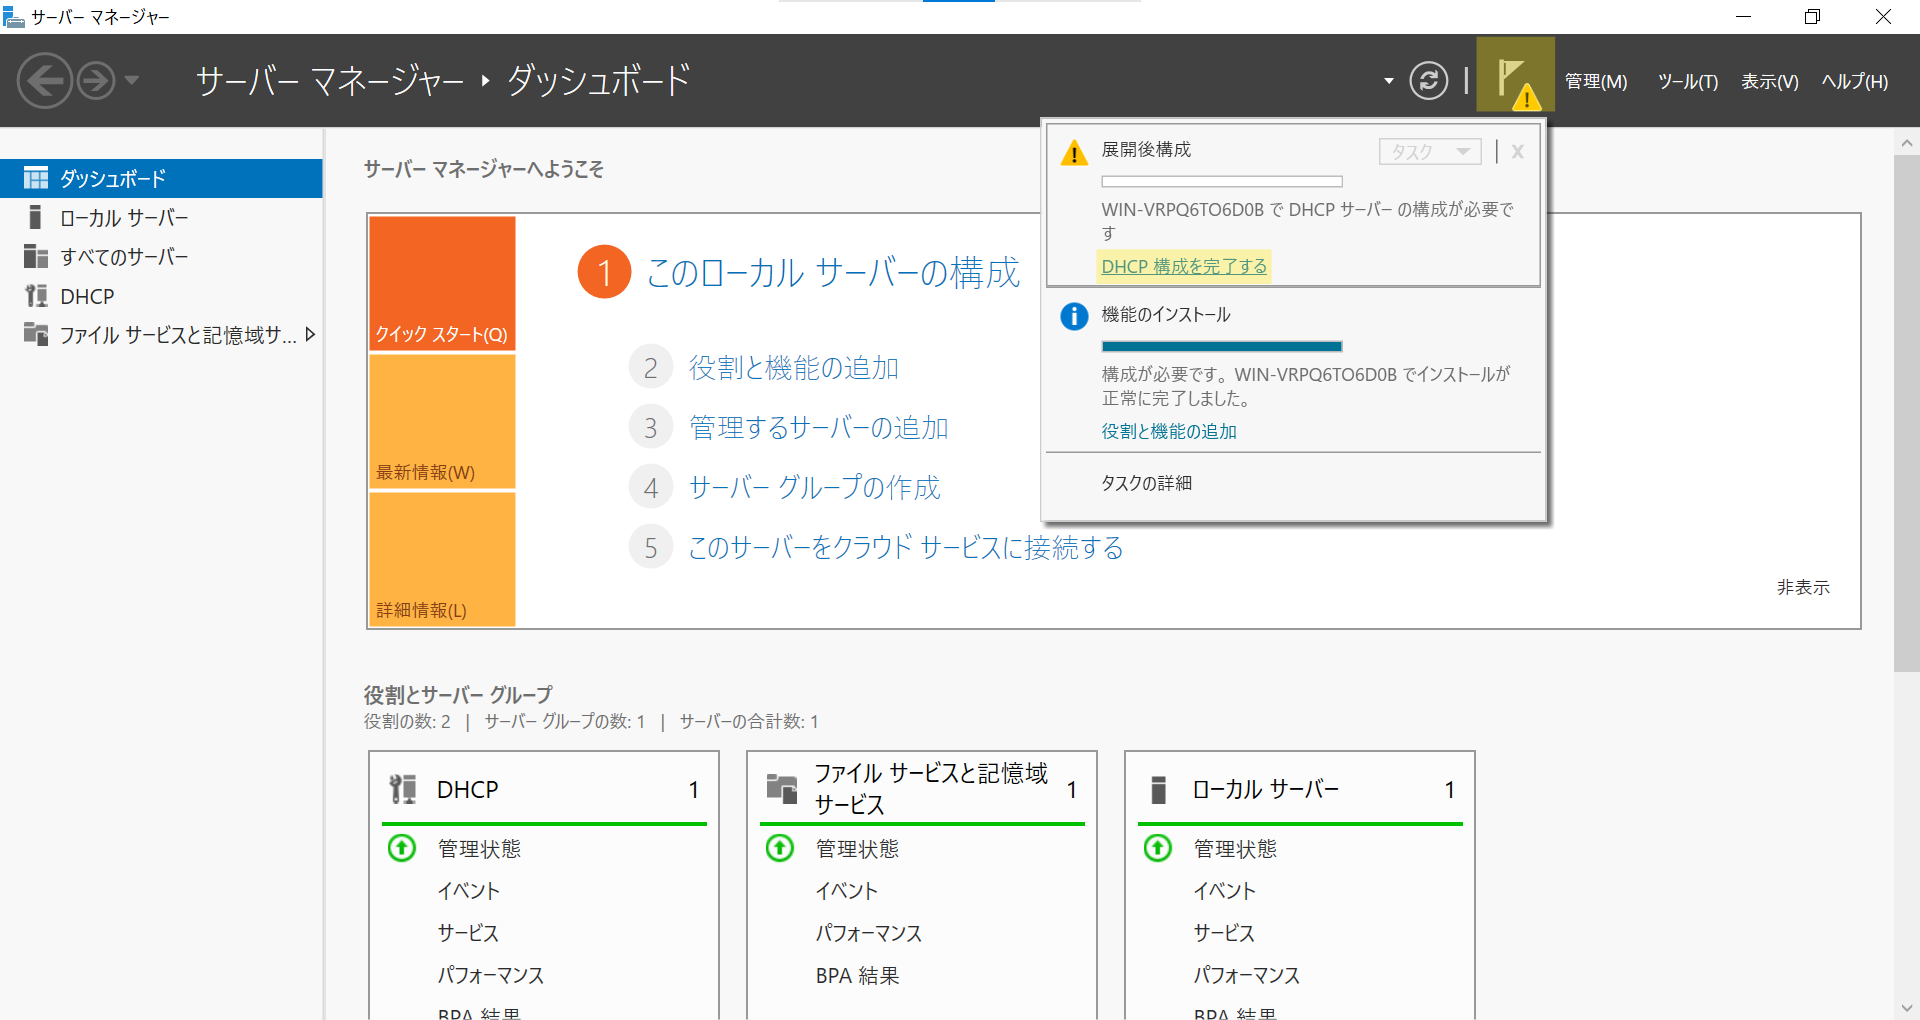 サーバー マネージャー
サーバー マネージャー ‣ ダッシュボード
管理(M)
ツール(T)
表示(V)
ヘルプ(H)
ダッシュボード
ローカル サーバー
すべてのサーバー
DHCP
ファイル サービスと記憶域サ...
サーバー マネージャーへようこそ
クイック スタート(Q)
最新情報(W)
詳細情報(L)
1 このローカル サーバーの構成
2 役割と機能の追加
3 管理するサーバーの追加
4 サーバー グループの作成
5 このサーバーをクラウド サービスに接続する
非表示
展開後構成
タスク
X
WIN-VRPQ6TO6D0B で DHCP サーバー の構成が必要で
す
DHCP 構成を完了する
機能のインストール
構成が必要です。WIN-VRPQ6TO6D0B でインストールが
正常に完了しました。
役割と機能の追加
タスクの詳細
役割とサーバー グループ
役割の数: 2 | サーバー グループの数: 1 | サーバーの合計数: 1
DHCP 1
管理状態
イベント
サービス
パフォーマンス
BPA 結果
ファイル サービスと記憶域
サービス 1
管理状態
イベント
パフォーマンス
BPA 結果
ローカル サーバー 1
管理状態
イベント
サービス
パフォーマンス
BPA 結果